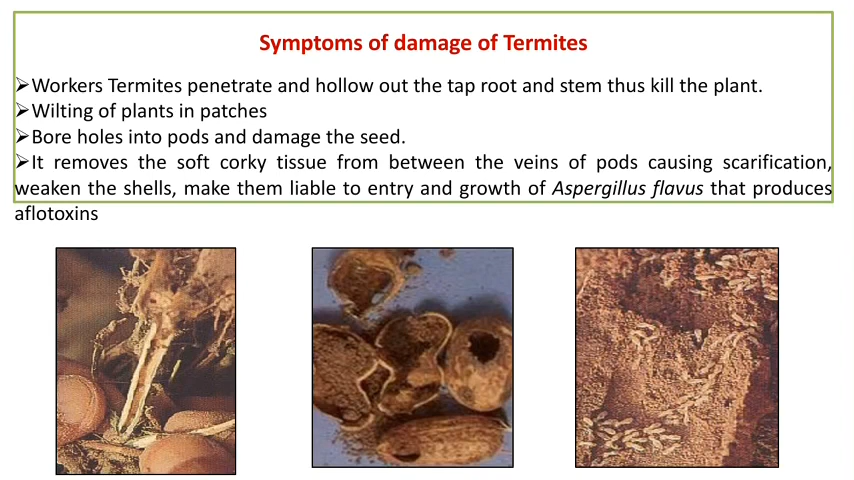 Symptoms of damage of Termites
➢Workers Termites penetrate and hollow out the tap root and stem thus kill the plant.
➢Wilting of plants in patches
➢Bore holes into pods and damage the seed.
➢It removes the soft corky tissue from between the veins of pods causing scarification,
weaken the shells, make them liable to entry and growth of Aspergillus flavus that produces
aflotoxins